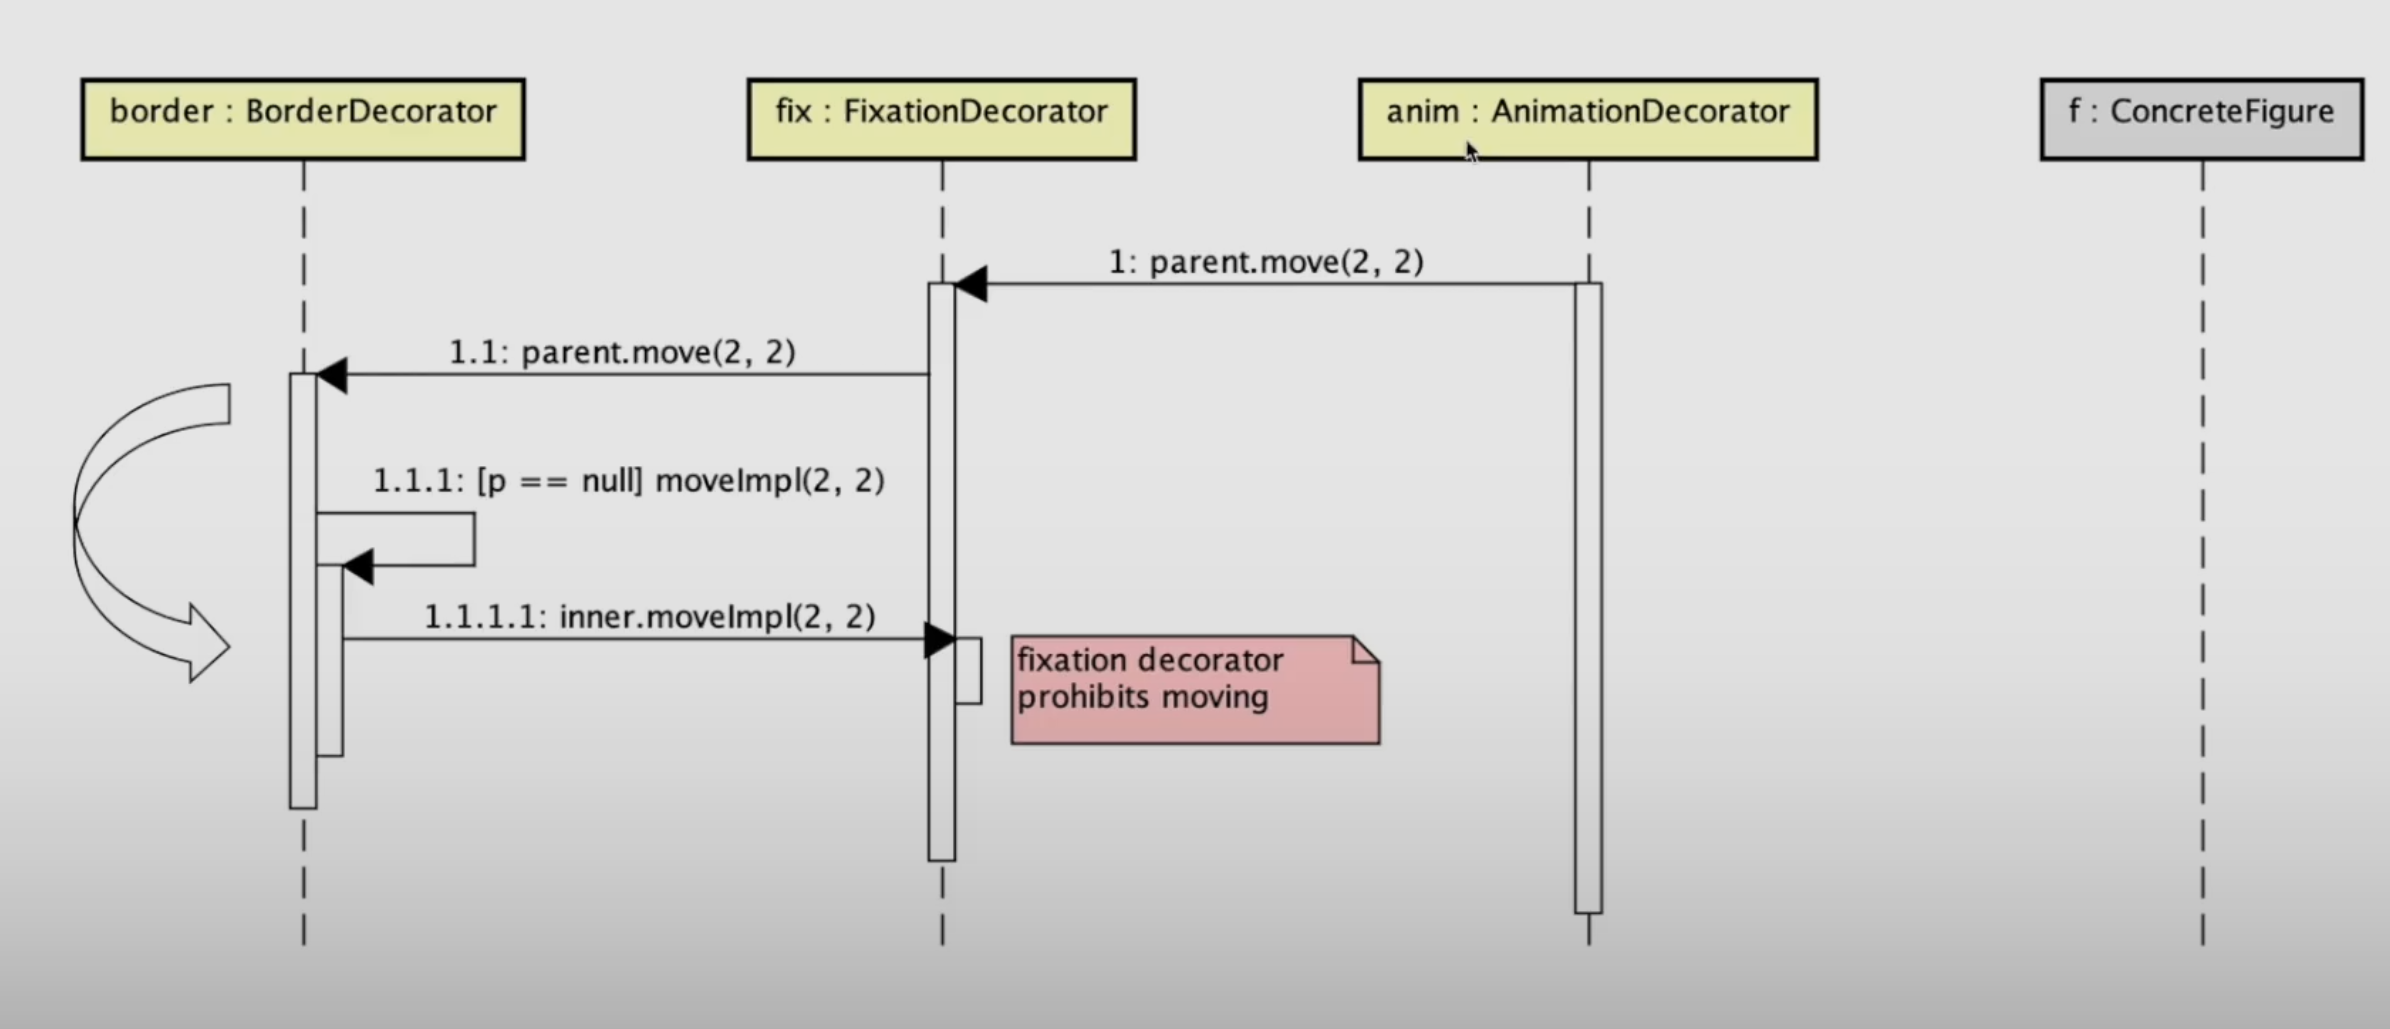 border : BorderDecorator
fix : FixationDecorator
anim : AnimationDecorator
f : ConcreteFigure
1: parent.move(2, 2)
1.1: parent.move(2, 2)
1.1.1: [p == null] moveImpl(2, 2)
1.1.1.1: inner.moveImpl(2, 2)
fixation decorator
prohibits moving